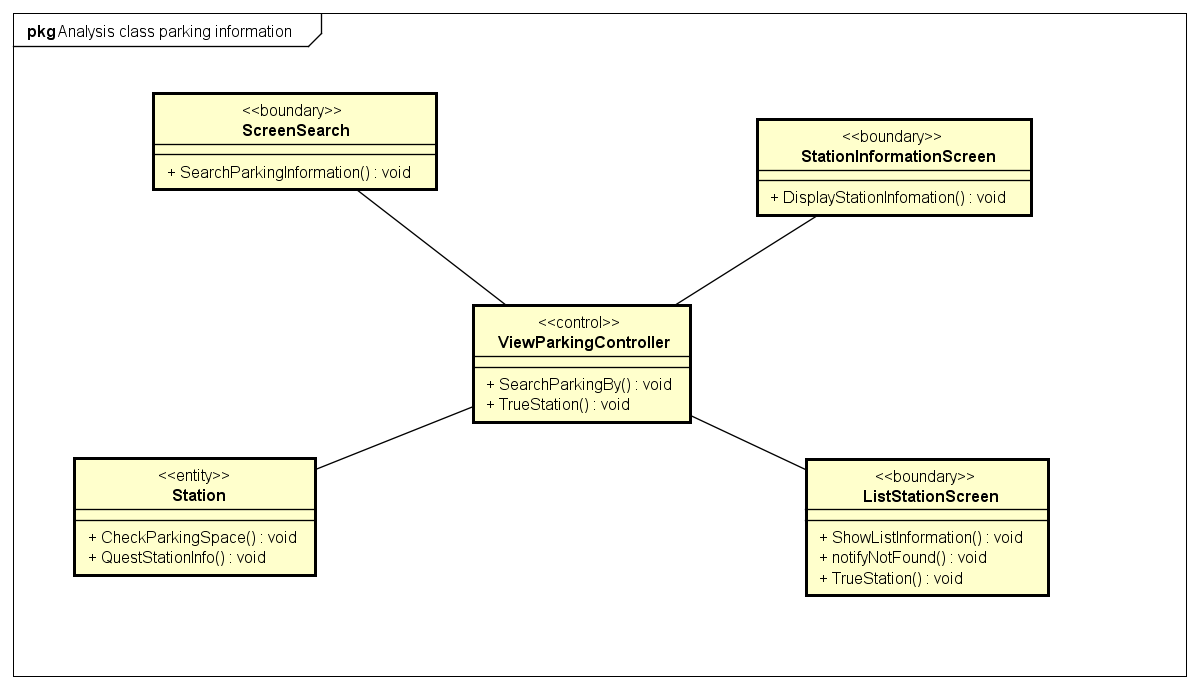 pkg Analysis class parking information
<<boundary>>
ScreenSearch
+ SearchParkingInformation() : void
<<boundary>>
StationInformationScreen
+ DisplayStationInfomation() : void
<<control>>
ViewParkingController
+ SearchParkingBy() : void
+ TrueStation() : void
<<entity>>
Station
+ CheckParkingSpace() : void
+ QuestStationInfo() : void
<<boundary>>
ListStationScreen
+ ShowListInformation() : void
+ notifyNotFound() : void
+ TrueStation() : void